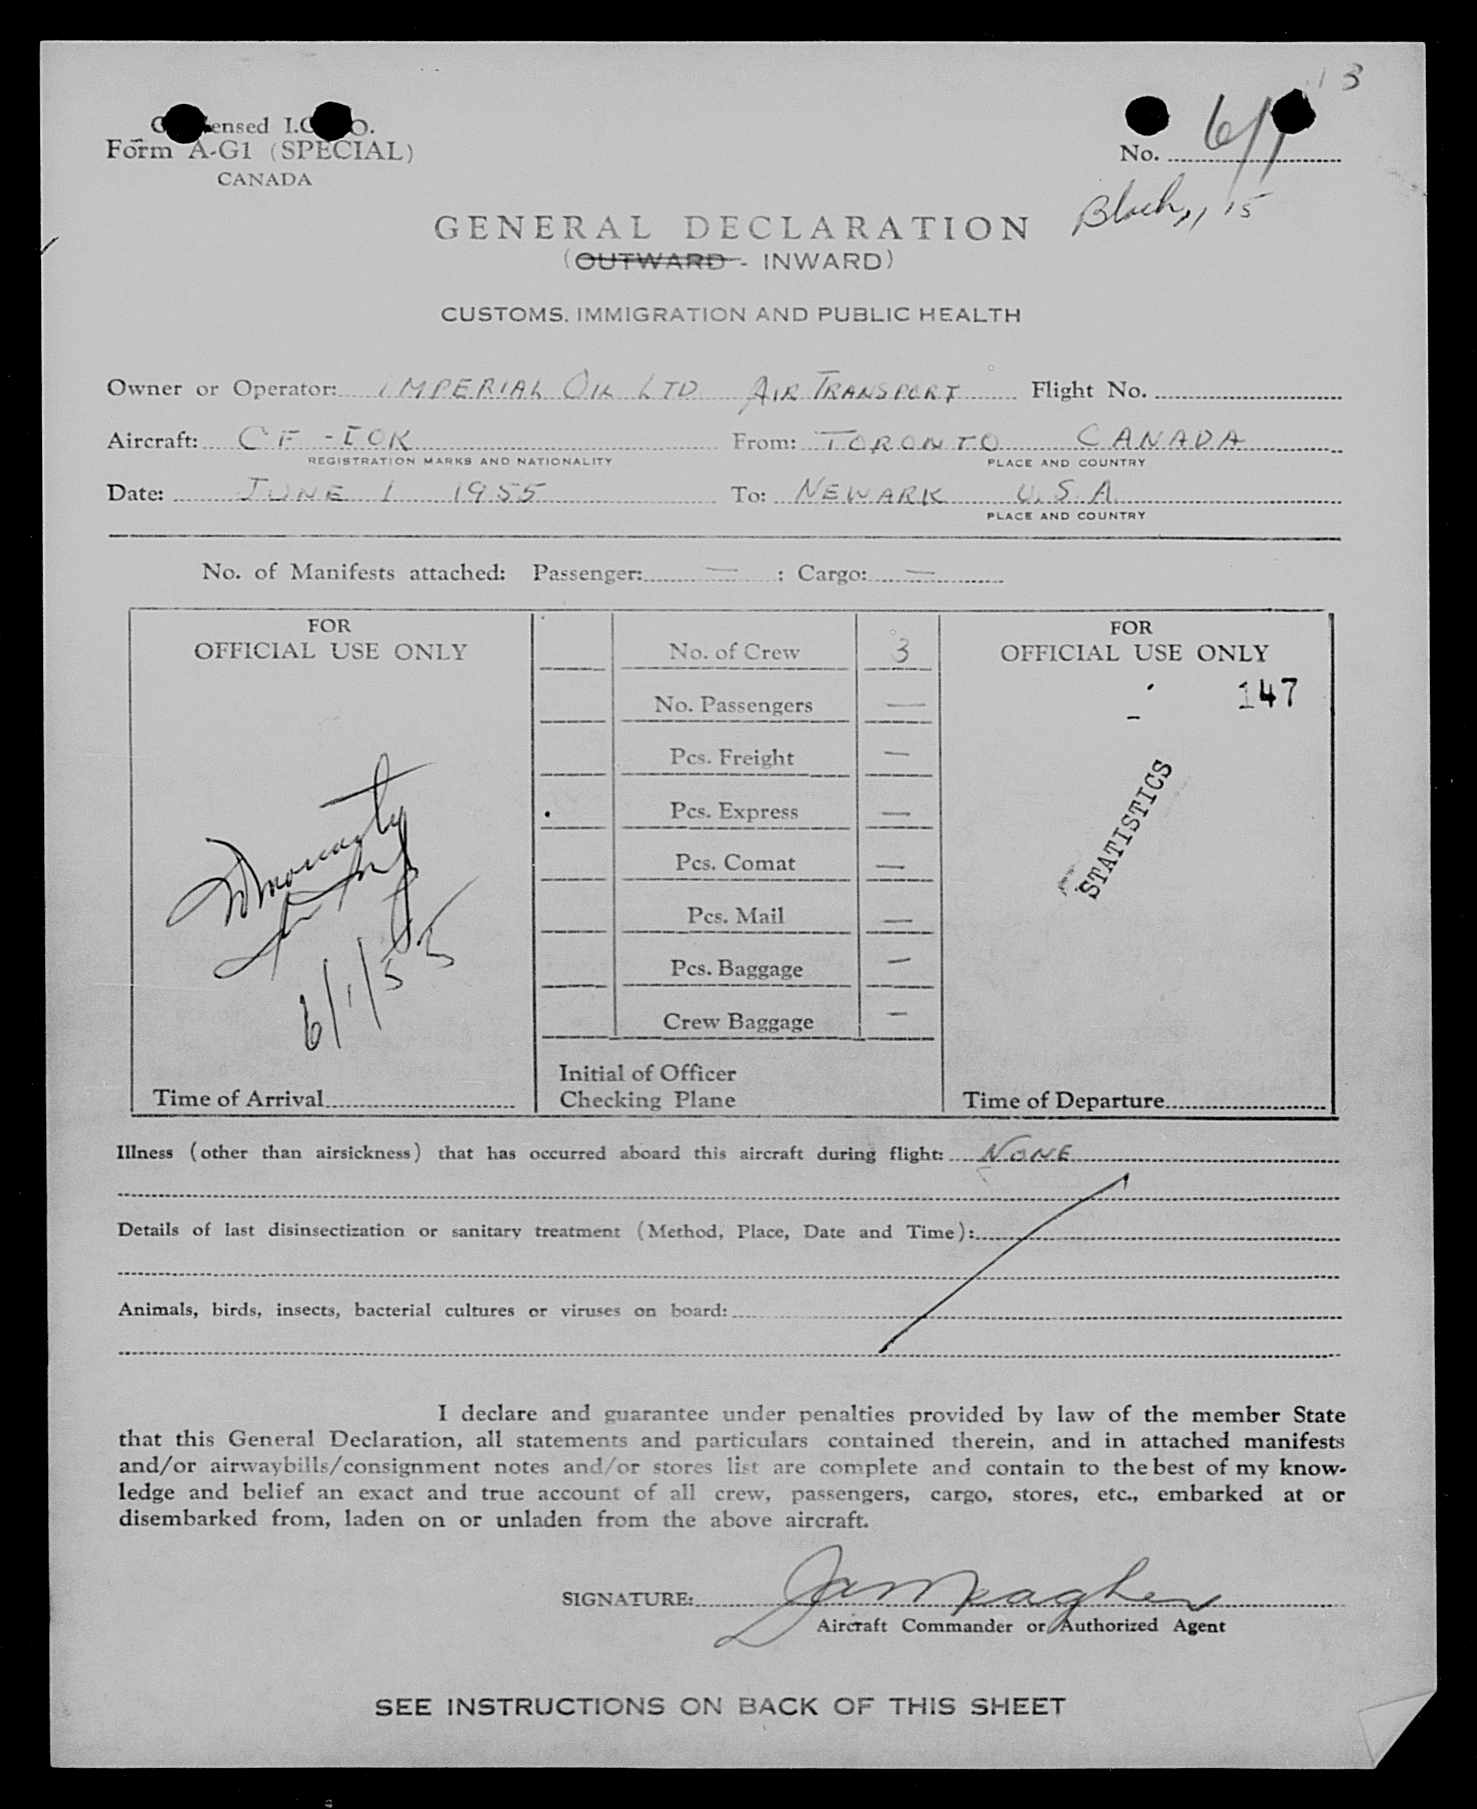 13
Form A-G1 (SPECIAL)
CANADA
No. 6/1
15
GENERAL DECLARATION
(OUTWARD - INWARD)
CUSTOMS, IMMIGRATION AND PUBLIC HEALTH
Owner or Operator: IMPERIAL OIL LTD AIR TRANSPORT Flight No.
Aircraft: CF-IOK From: TORONTO CANADA
REGISTRATION MARKS AND NATIONALITY PLACE AND COUNTRY
Date: JUNE 1 1955 To: NEWARK U.S.A.
PLACE AND COUNTRY
No. of Manifests attached: Passenger: — : Cargo: —
FOR
OFFICIAL USE ONLY
6/1/55
Time of Arrival
No. of Crew 3
No. Passengers —
Pcs. Freight —
Pcs. Express —
Pcs. Comat —
Pcs. Mail —
Pcs. Baggage —
Crew Baggage —
Initial of Officer
Checking Plane
FOR
OFFICIAL USE ONLY
147
STATISTICS
Time of Departure
Illness (other than airsickness) that has occurred aboard this aircraft during flight: NONE
Details of last disinsectization or sanitary treatment (Method, Place, Date and Time):
Animals, birds, insects, bacterial cultures or viruses on board:
I declare and guarantee under penalties provided by law of the member State
that this General Declaration, all statements and particulars contained therein, and in attached manifests
and/or airwaybills/consignment notes and/or stores list are complete and contain to the best of my know-
ledge and belief an exact and true account of all crew, passengers, cargo, stores, etc., embarked at or
disembarked from, laden on or unladen from the above aircraft.
SIGNATURE:
Aircraft Commander or Authorized Agent
SEE INSTRUCTIONS ON BACK OF THIS SHEET